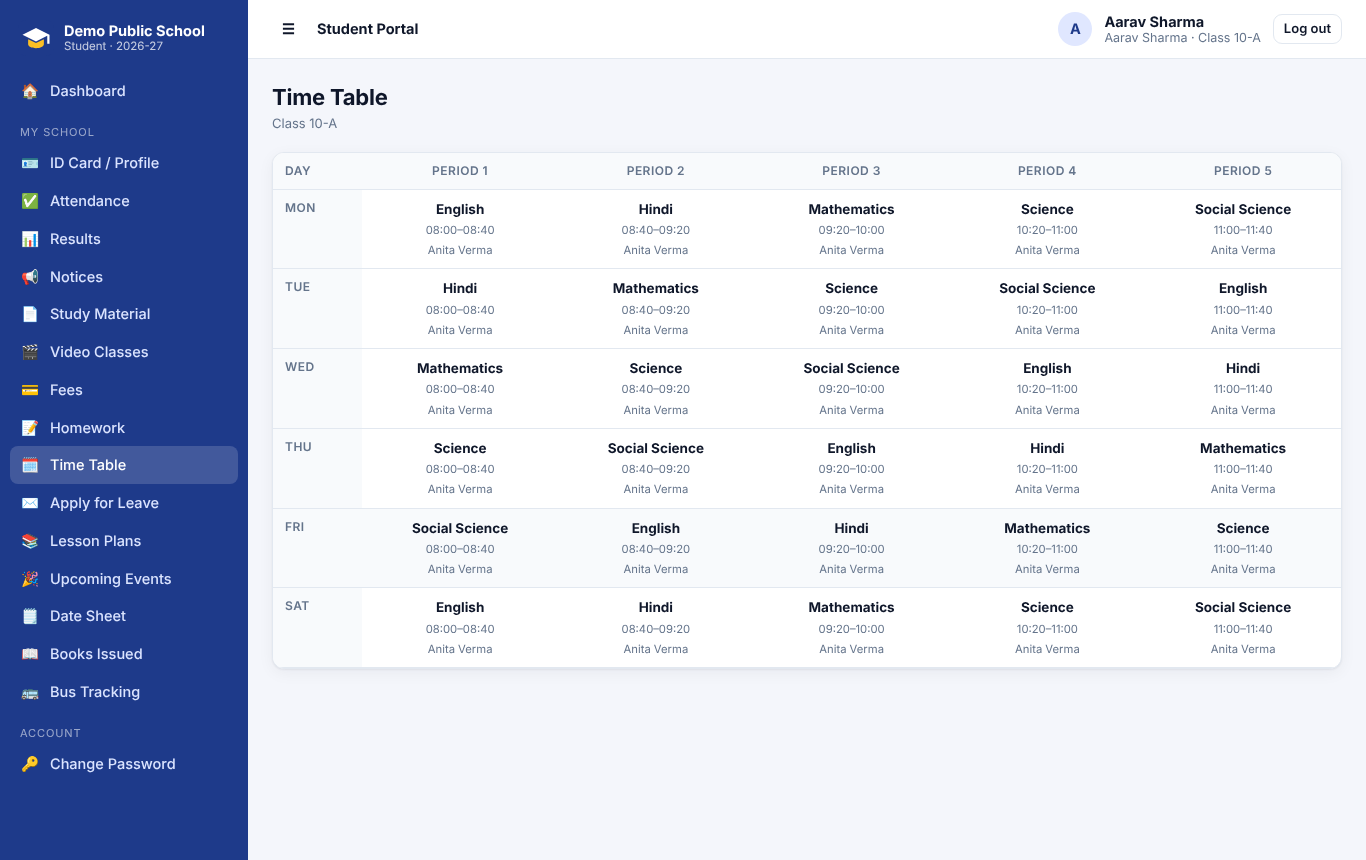 Demo Public School
Student · 2026-27
Dashboard
MY SCHOOL
ID Card / Profile
Attendance
Results
Notices
Study Material
Video Classes
Fees
Homework
Time Table
Apply for Leave
Lesson Plans
Upcoming Events
Date Sheet
Books Issued
Bus Tracking
ACCOUNT
Change Password
☰ Student Portal
A
Aarav Sharma
Aarav Sharma · Class 10-A
Log out
Time Table
Class 10-A
DAY PERIOD 1 PERIOD 2 PERIOD 3 PERIOD 4 PERIOD 5
MON English Hindi Mathematics Science Social Science
08:00–08:40 08:40–09:20 09:20–10:00 10:20–11:00 11:00–11:40
Anita Verma Anita Verma Anita Verma Anita Verma Anita Verma
TUE Hindi Mathematics Science Social Science English
08:00–08:40 08:40–09:20 09:20–10:00 10:20–11:00 11:00–11:40
Anita Verma Anita Verma Anita Verma Anita Verma Anita Verma
WED Mathematics Science Social Science English Hindi
08:00–08:40 08:40–09:20 09:20–10:00 10:20–11:00 11:00–11:40
Anita Verma Anita Verma Anita Verma Anita Verma Anita Verma
THU Science Social Science English Hindi Mathematics
08:00–08:40 08:40–09:20 09:20–10:00 10:20–11:00 11:00–11:40
Anita Verma Anita Verma Anita Verma Anita Verma Anita Verma
FRI Social Science English Hindi Mathematics Science
08:00–08:40 08:40–09:20 09:20–10:00 10:20–11:00 11:00–11:40
Anita Verma Anita Verma Anita Verma Anita Verma Anita Verma
SAT English Hindi Mathematics Science Social Science
08:00–08:40 08:40–09:20 09:20–10:00 10:20–11:00 11:00–11:40
Anita Verma Anita Verma Anita Verma Anita Verma Anita Verma